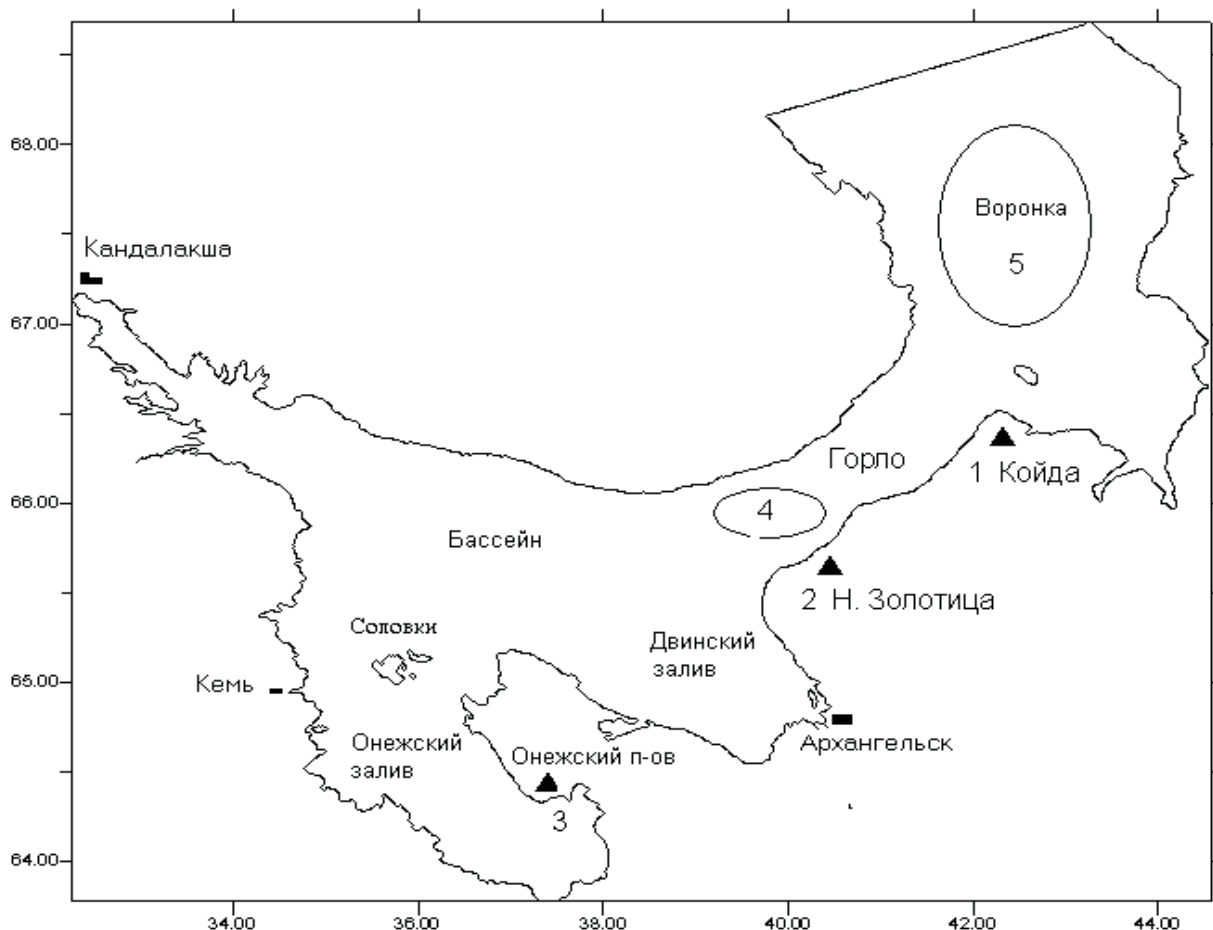 68.00
Воронка
5
Кандалакша
67.00
Горло
1 Койда
66.00
4
Бассейн
2 Н. Золотица
Соловки
Двинский
залив
65.00
Кемь
Архангельск
Онежский
залив
Онежский п-ов
3
64.00
34.00 36.00 38.00 40.00 42.00 44.00